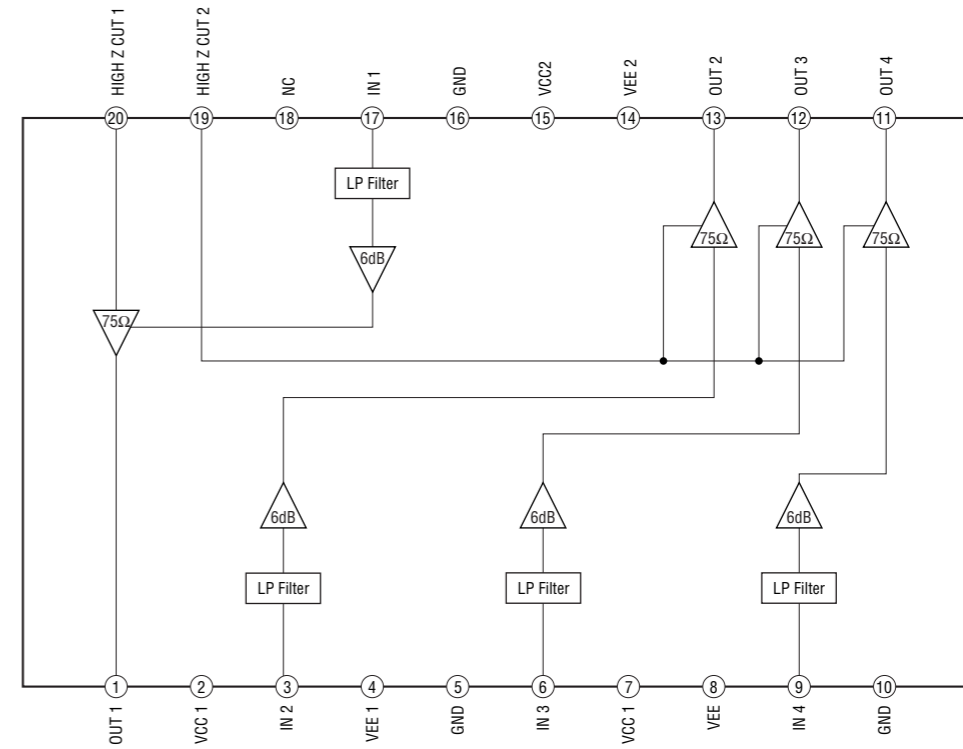 HIGH Z CUT 1
HIGH Z CUT 2
NC
IN 1
GND
VCC2
VEE 2
OUT 2
OUT 3
OUT 4
20
19
18
17
16
15
14
13
12
11
LP Filter
75Ω
75Ω
75Ω
6dB
75Ω
6dB
6dB
6dB
LP Filter
LP Filter
LP Filter
1
2
3
4
5
6
7
8
9
10
OUT 1
VCC 1
IN 2
VEE 1
GND
IN 3
VCC 1
VEE
IN 4
GND